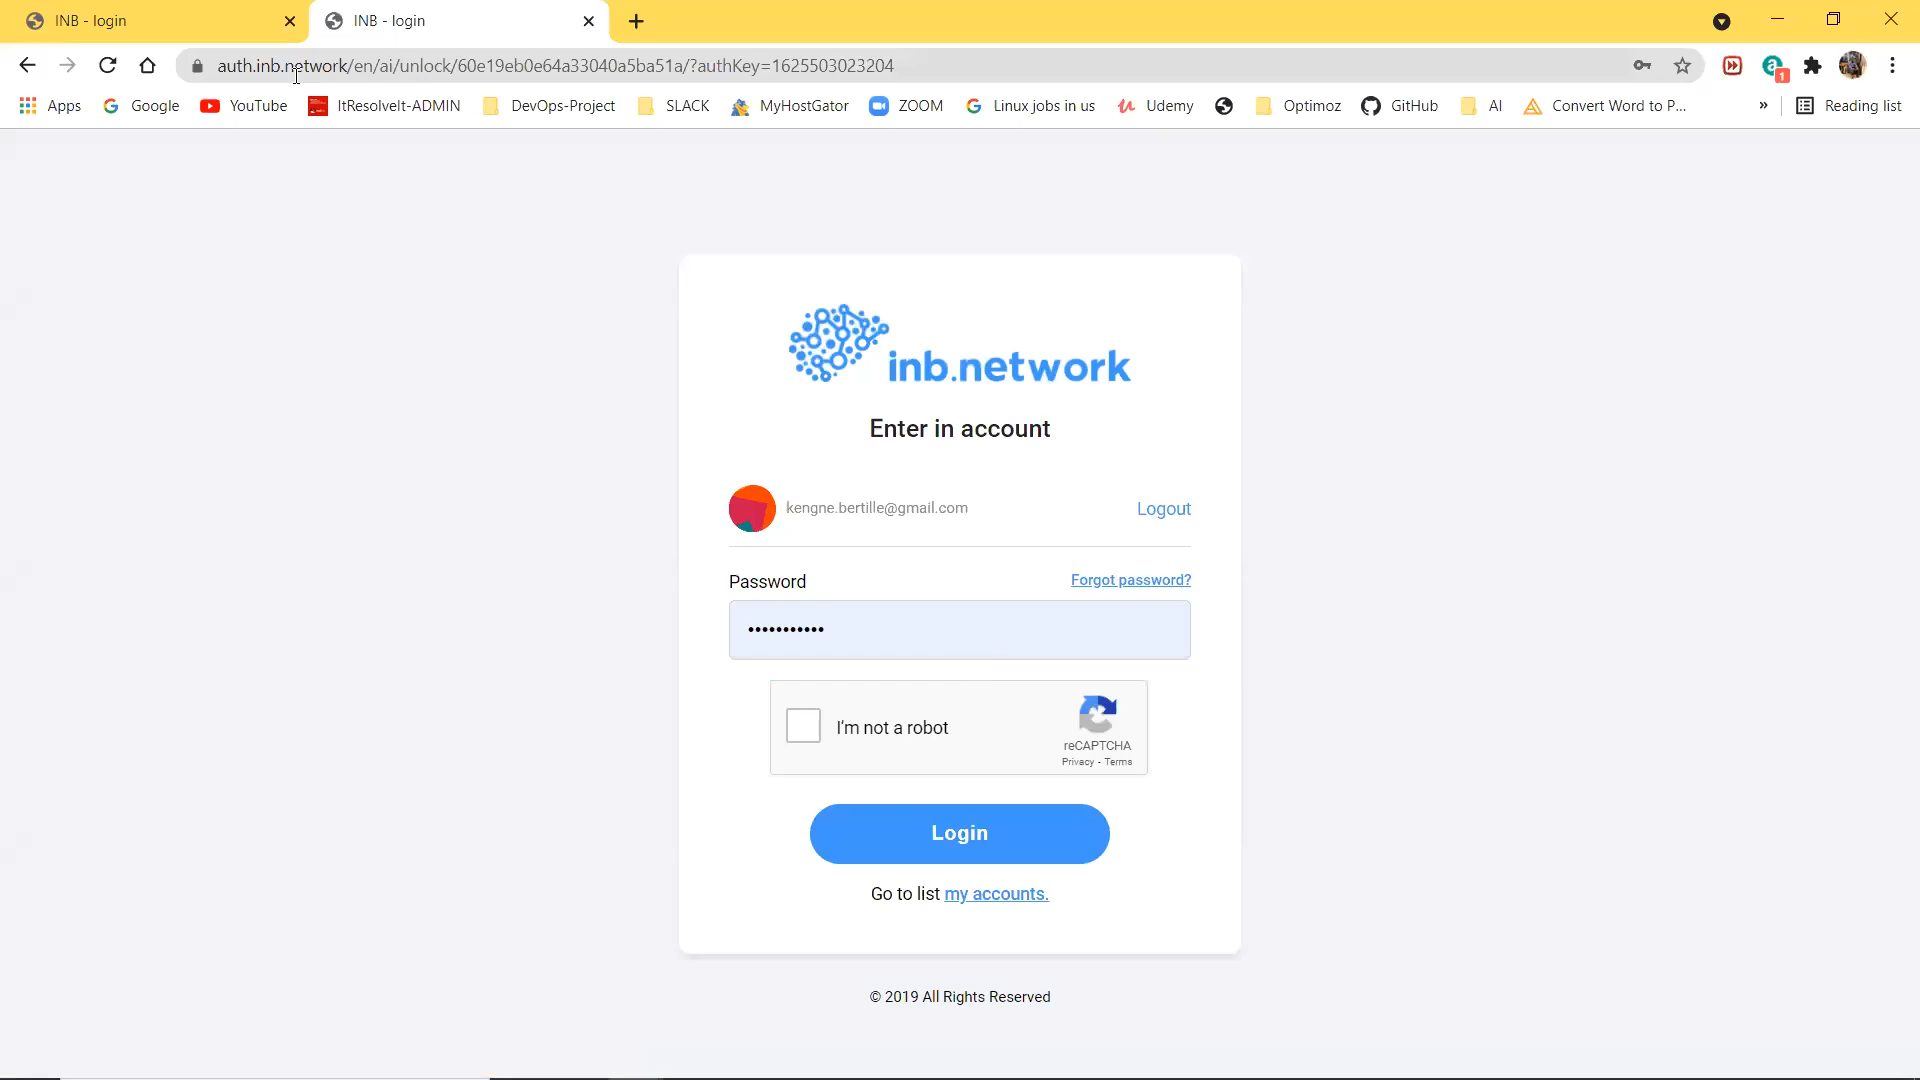 INB - login
INB - login
auth.inb.network/en/ai/unlock/60e19eb0e64a33040a5ba51a/?authKey=1625503023204
1
Apps Google YouTube ItResolveIt-ADMIN DevOps-Project SLACK MyHostGator ZOOM Linux jobs in us Udemy Optimoz GitHub AI Convert Word to P... » Reading list
inb.network
Enter in account
kengne.bertille@gmail.com Logout
Password Forgot password?
•••••••••••
I'm not a robot
reCAPTCHA
Privacy - Terms
Login
Go to list my accounts.
© 2019 All Rights Reserved